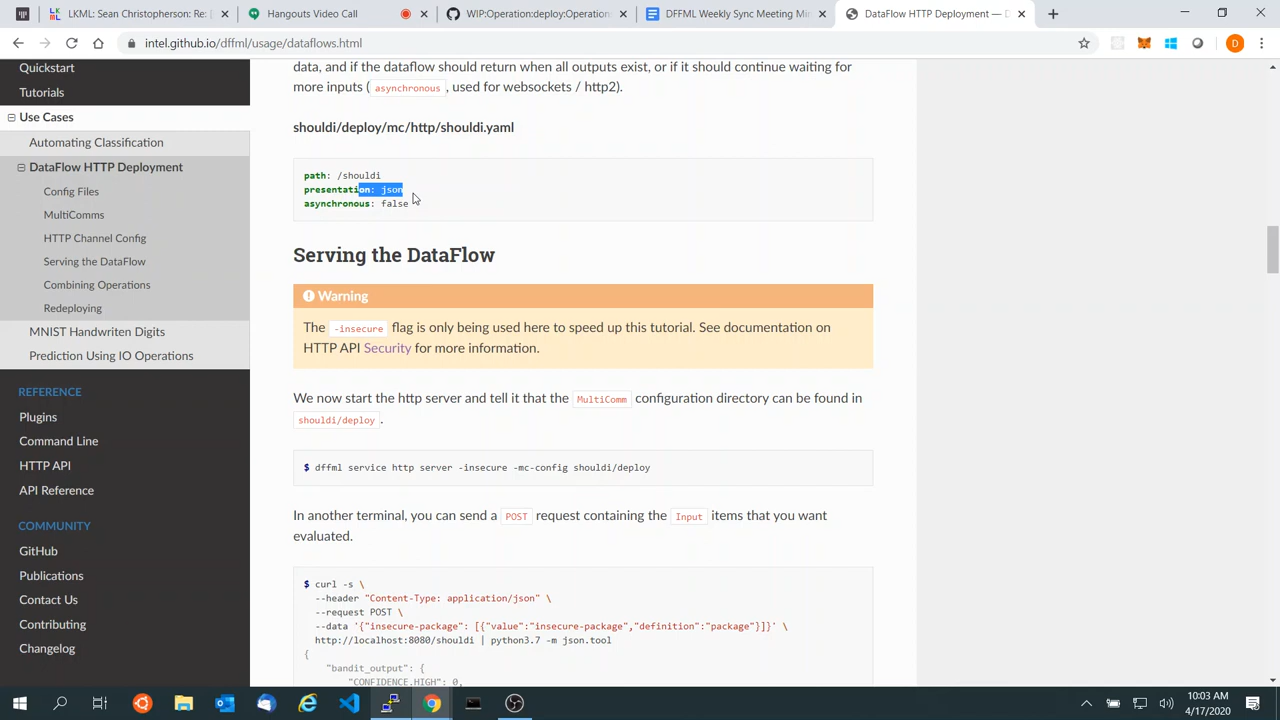 LKML: Sean Christopherson: Re: [
Hangouts Video Call
WIP:Operation:deploy:Operation
DFFML Weekly Sync Meeting Min
DataFlow HTTP Deployment — D
intel.github.io/dffml/usage/dataflows.html
D
Quickstart
Tutorials
Use Cases
Automating Classification
DataFlow HTTP Deployment
Config Files
MultiComms
HTTP Channel Config
Serving the DataFlow
Combining Operations
Redeploying
MNIST Handwriten Digits
Prediction Using IO Operations
REFERENCE
Plugins
Command Line
HTTP API
API Reference
COMMUNITY
GitHub
Publications
Contact Us
Contributing
Changelog
data, and if the dataflow should return when all outputs exist, or if it should continue waiting for
more inputs ( asynchronous , used for websockets / http2).
shouldi/deploy/mc/http/shouldi.yaml
path: /shouldi
presentation: json
asynchronous: false
Serving the DataFlow
Warning
The -insecure flag is only being used here to speed up this tutorial. See documentation on
HTTP API Security for more information.
We now start the http server and tell it that the MultiComm configuration directory can be found in
shouldi/deploy .
$ dffml service http server -insecure -mc-config shouldi/deploy
In another terminal, you can send a POST request containing the Input items that you want
evaluated.
$ curl -s \
--header "Content-Type: application/json" \
--request POST \
--data '{"insecure-package": [{"value":"insecure-package","definition":"package"}]}' \
http://localhost:8080/shouldi | python3.7 -m json.tool
{
"bandit_output": {
"CONFIDENCE.HIGH": 0,
10:03 AM
4/17/2020